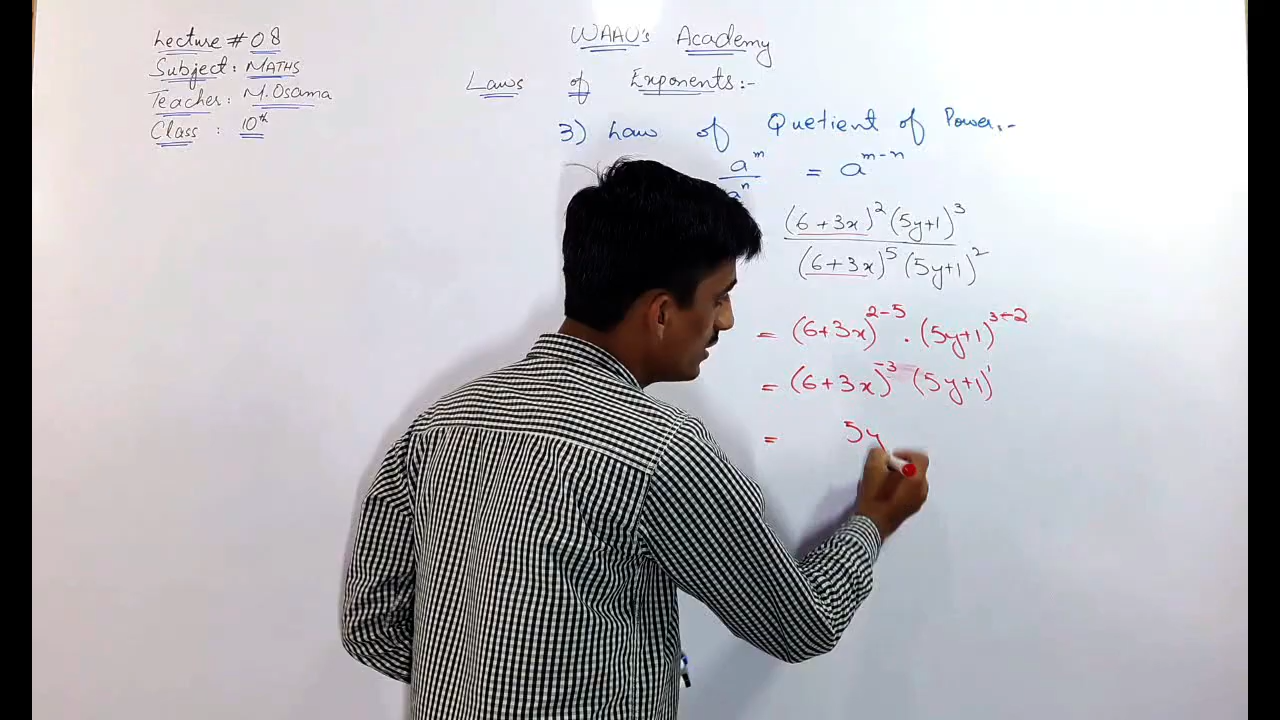 Lecture # 08
Subject: MATHS
Teacher: M.Osama
Class: 10th
WAAU's Academy
Laws of Exponents:-
3) Law of Quetient of Power:-
a^m / a^n = a^(m-n)
(6+3x)^2 (5y+1)^3
(6+3x)^5 (5y+1)^2
= (6+3x)^(2-5) . (5y+1)^(3-2)
= (6+3x)^-3 (5y+1)^1
= 5y